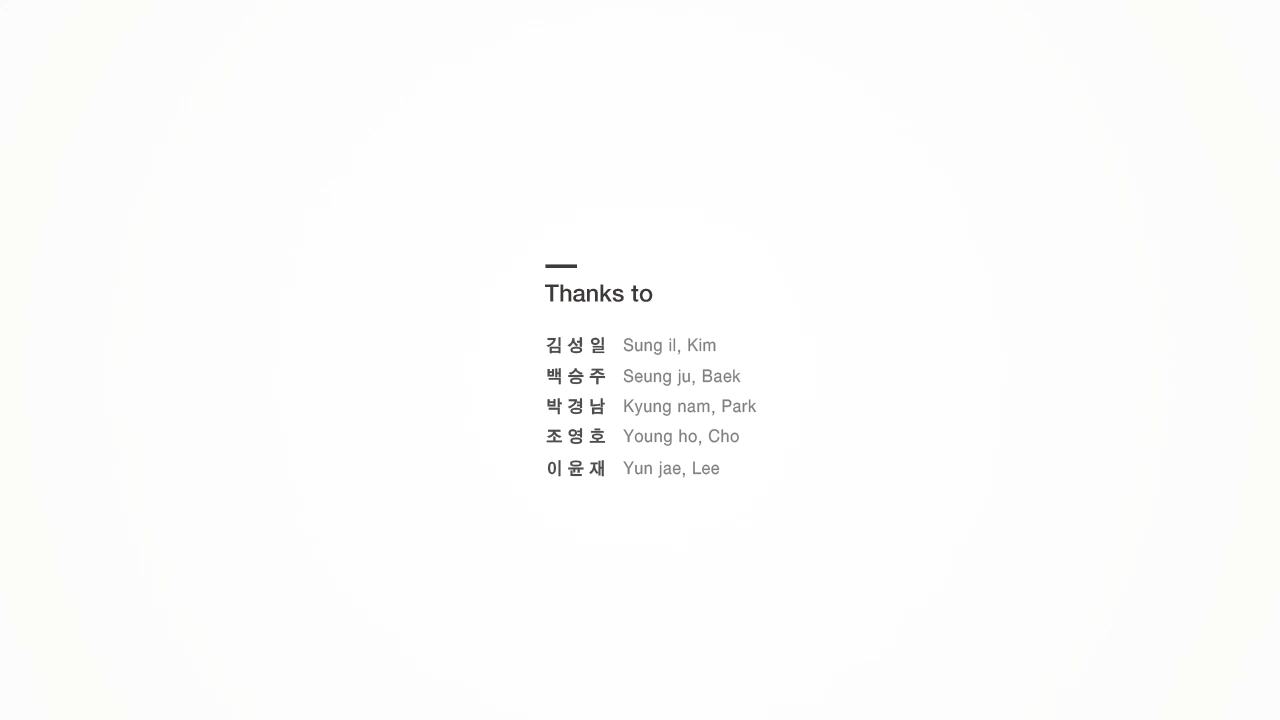 Thanks to
김 성 일 Sung il, Kim
백 승 주 Seung ju, Baek
박 경 남 Kyung nam, Park
조 영 호 Young ho, Cho
이 윤 재 Yun jae, Lee